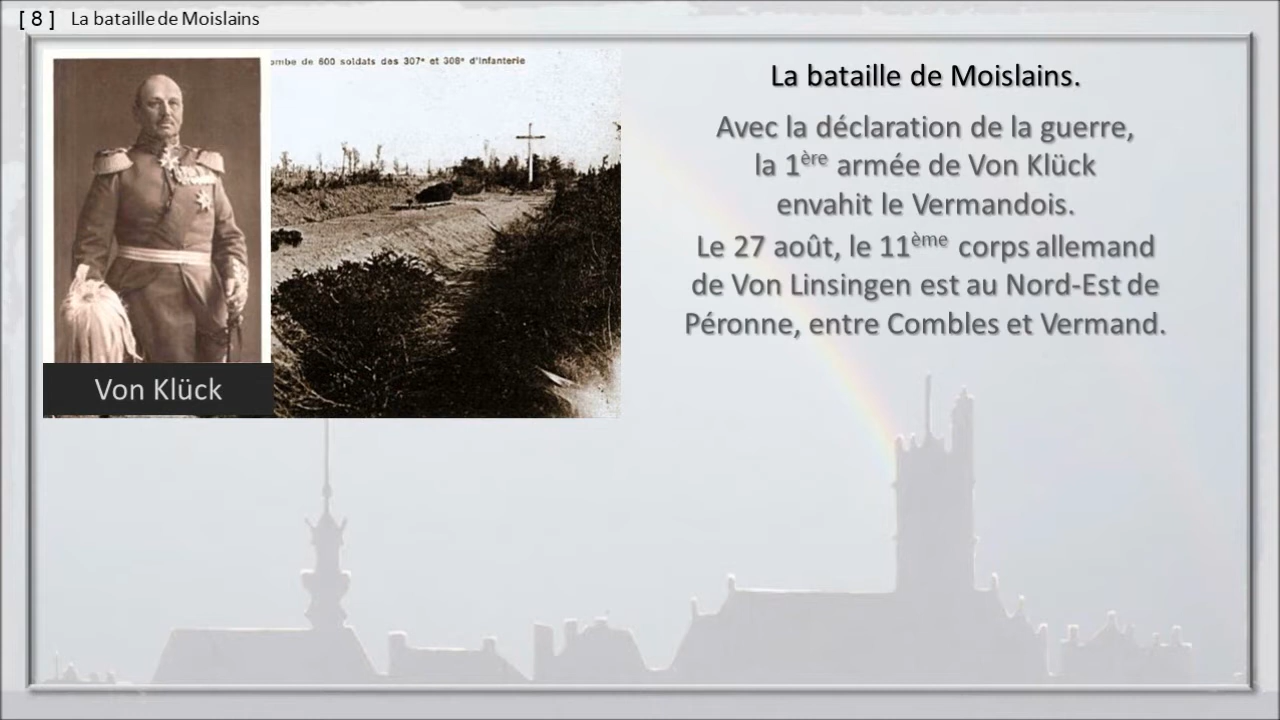 [ 8 ] La bataille de Moislains
ombe de 600 soldats des 307e et 308e d'Infanterie
Von Klück
La bataille de Moislains.
Avec la déclaration de la guerre,
la 1ère armée de Von Klück
envahit le Vermandois.
Le 27 août, le 11ème corps allemand
de Von Linsingen est au Nord-Est de
Péronne, entre Combles et Vermand.